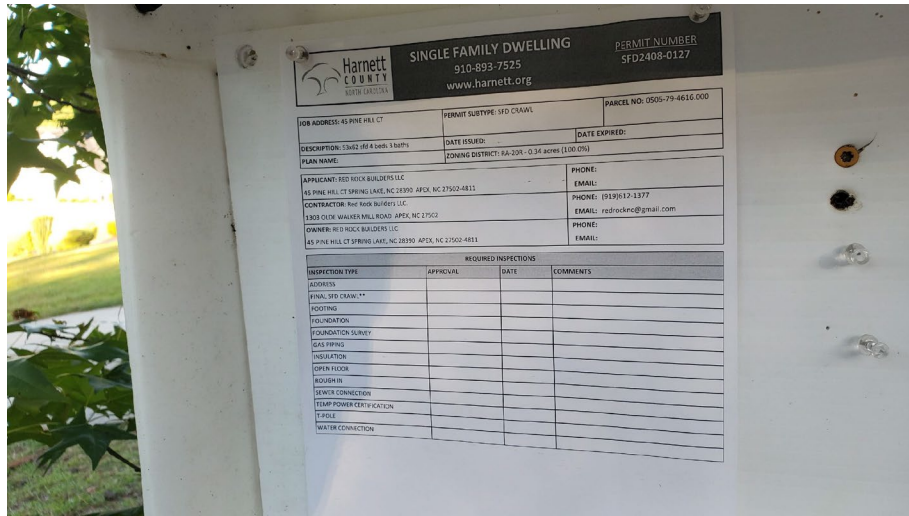 Harnett
COUNTY
NORTH CAROLINA
SINGLE FAMILY DWELLING
910-893-7525
www.harnett.org
PERMIT NUMBER
SFD2408-0127
JOB ADDRESS: 45 PINE HILL CT
PERMIT SUBTYPE: SFD CRAWL
PARCEL NO: 0505-79-4616.000
DESCRIPTION: 53x62 sfd 4 beds 3 baths
DATE ISSUED:
DATE EXPIRED:
PLAN NAME:
ZONING DISTRICT: RA-20R - 0.34 acres (100.0%)
APPLICANT: RED ROCK BUILDERS LLC
PHONE:
45 PINE HILL CT SPRING LAKE, NC 28390 APEX, NC 27502-4811
EMAIL:
CONTRACTOR: Red Rock Builders LLC.
PHONE: (919)612-1377
1303 OLDE WALKER MILL ROAD APEX, NC 27502
EMAIL: redrocknc@gmail.com
OWNER: RED ROCK BUILDERS LLC
PHONE:
45 PINE HILL CT SPRING LAKE, NC 28390 APEX, NC 27502-4811
EMAIL:
REQUIRED INSPECTIONS
INSPECTION TYPE APPROVAL DATE COMMENTS
ADDRESS
FINAL SFD CRAWL**
FOOTING
FOUNDATION
FOUNDATION SURVEY
GAS PIPING
INSULATION
OPEN FLOOR
ROUGH IN
SEWER CONNECTION
TEMP POWER CERTIFICATION
T-POLE
WATER CONNECTION